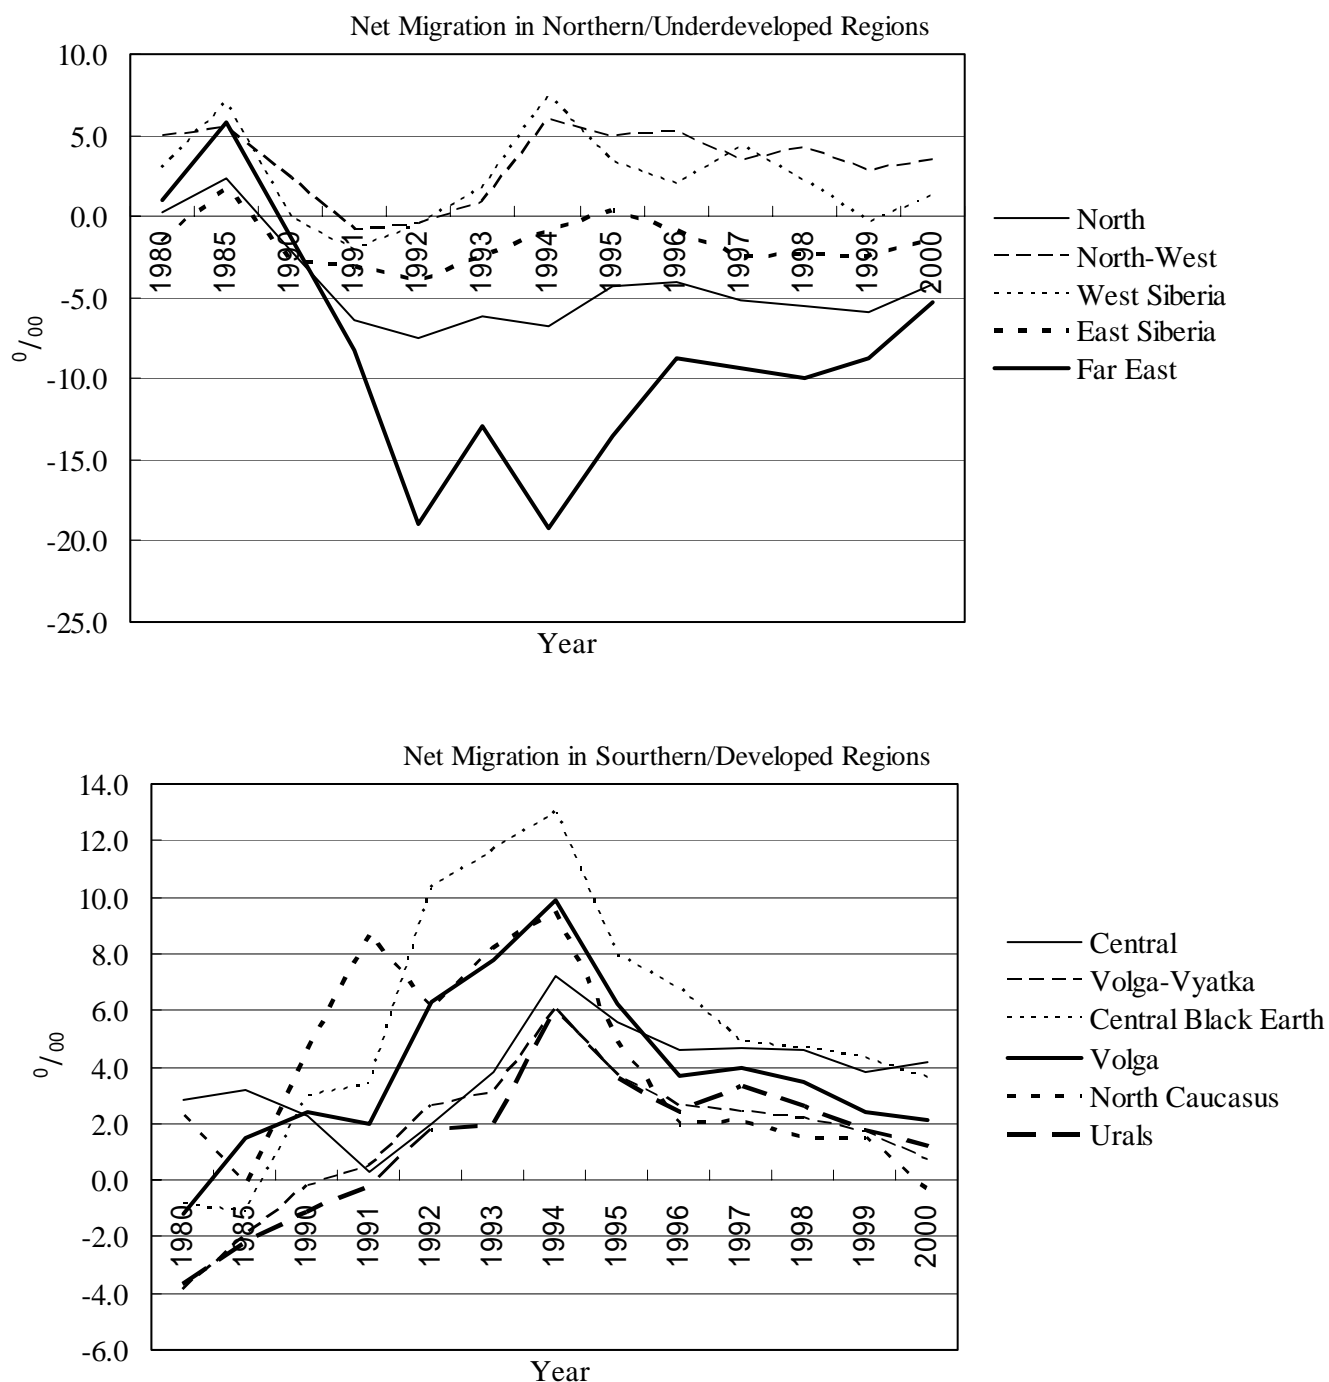 Net Migration in Northern/Underdeveloped Regions
10.0
5.0
0.0
-5.0
-10.0
-15.0
-20.0
-25.0
0/00
1980 1985 1990 1991 1992 1993 1994 1995 1996 1997 1998 1999 2000
Year
North
North-West
West Siberia
East Siberia
Far East
Net Migration in Sourthern/Developed Regions
14.0
12.0
10.0
8.0
6.0
4.0
2.0
0.0
-2.0
-4.0
-6.0
0/00
1980 1985 1990 1991 1992 1993 1994 1995 1996 1997 1998 1999 2000
Year
Central
Volga-Vyatka
Central Black Earth
Volga
North Caucasus
Urals